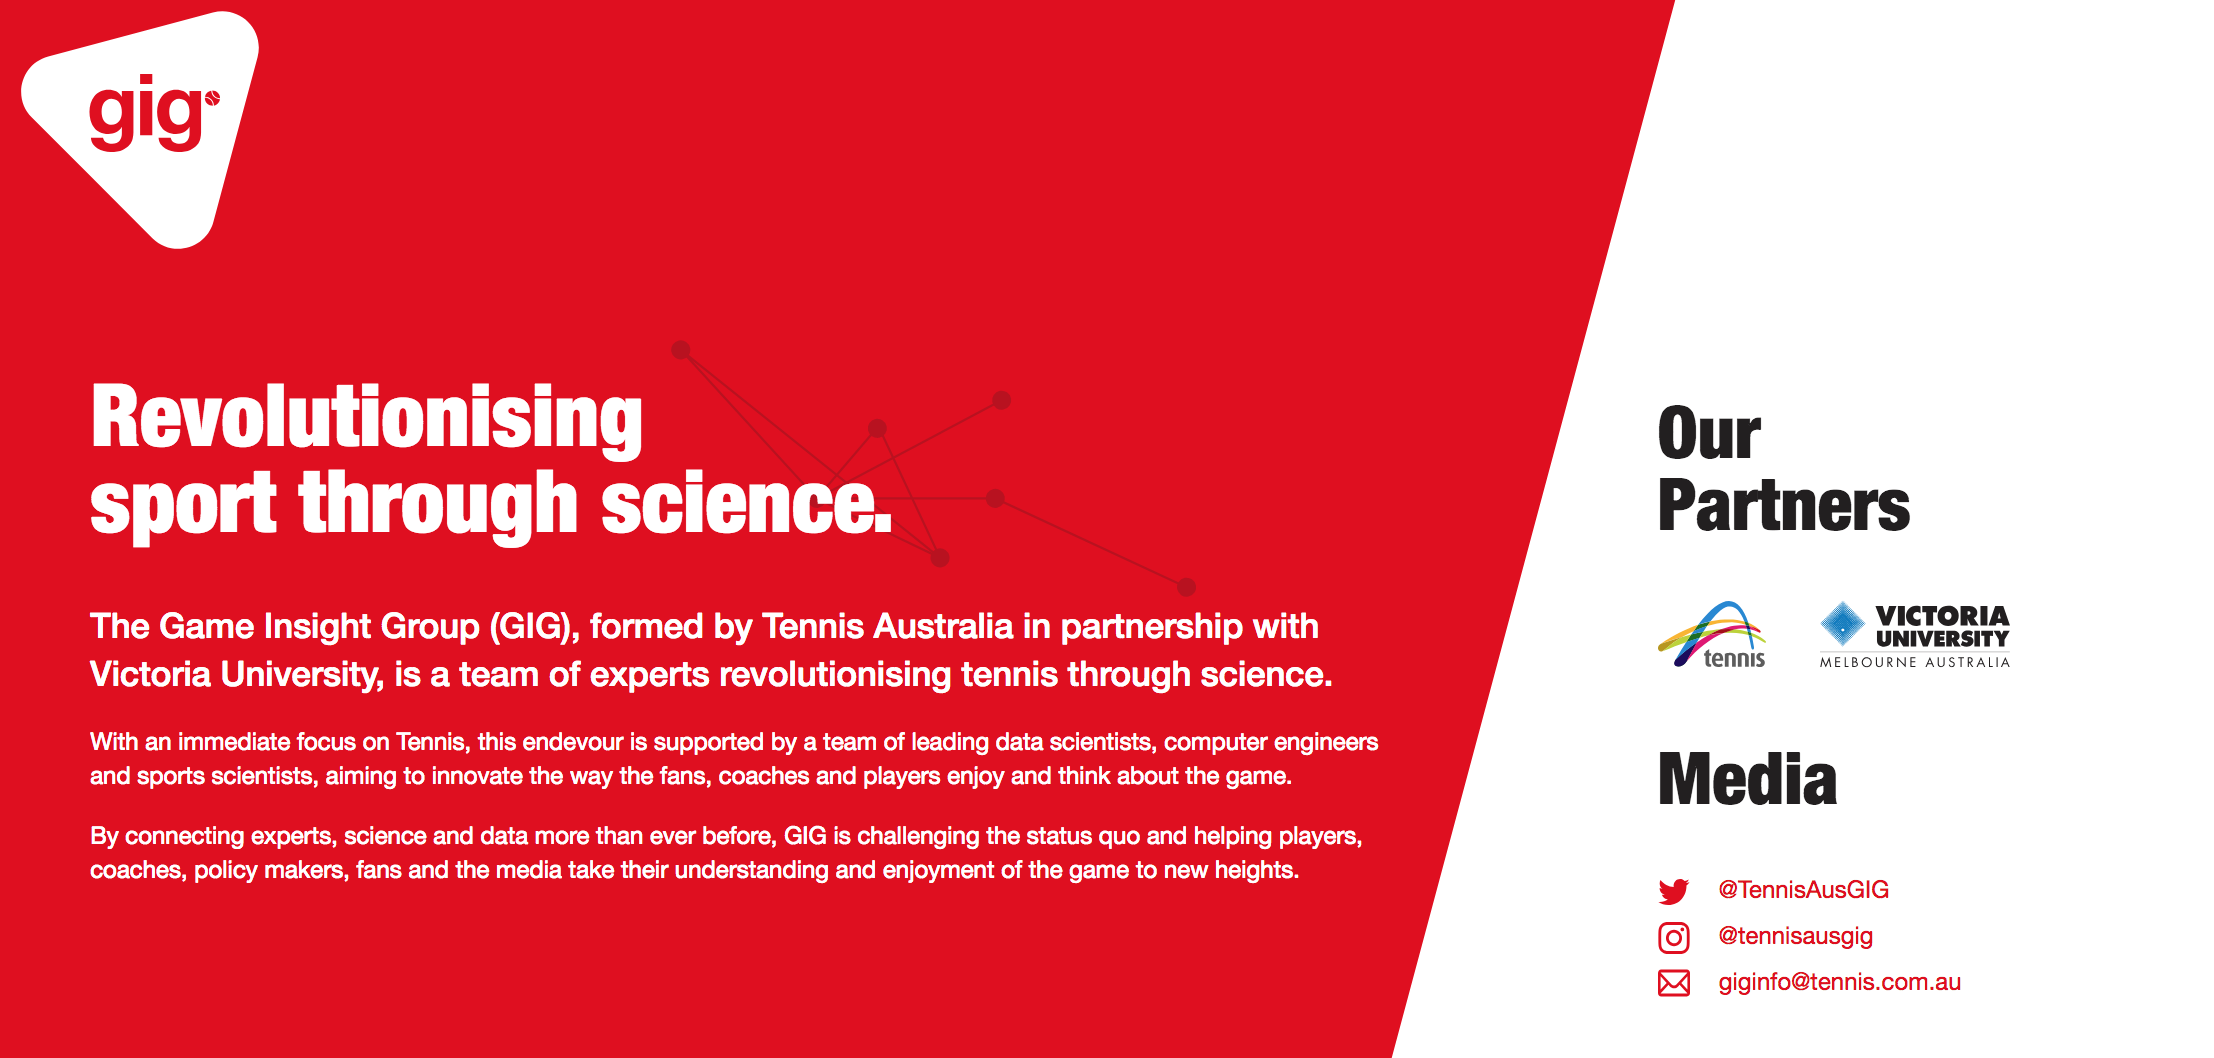 gig
Revolutionising
sport through science.
The Game Insight Group (GIG), formed by Tennis Australia in partnership with
Victoria University, is a team of experts revolutionising tennis through science.
With an immediate focus on Tennis, this endevour is supported by a team of leading data scientists, computer engineers
and sports scientists, aiming to innovate the way the fans, coaches and players enjoy and think about the game.
By connecting experts, science and data more than ever before, GIG is challenging the status quo and helping players,
coaches, policy makers, fans and the media take their understanding and enjoyment of the game to new heights.
Our
Partners
tennis
VICTORIA
UNIVERSITY
MELBOURNE AUSTRALIA
Media
@TennisAusGIG
@tennisausgig
giginfo@tennis.com.au